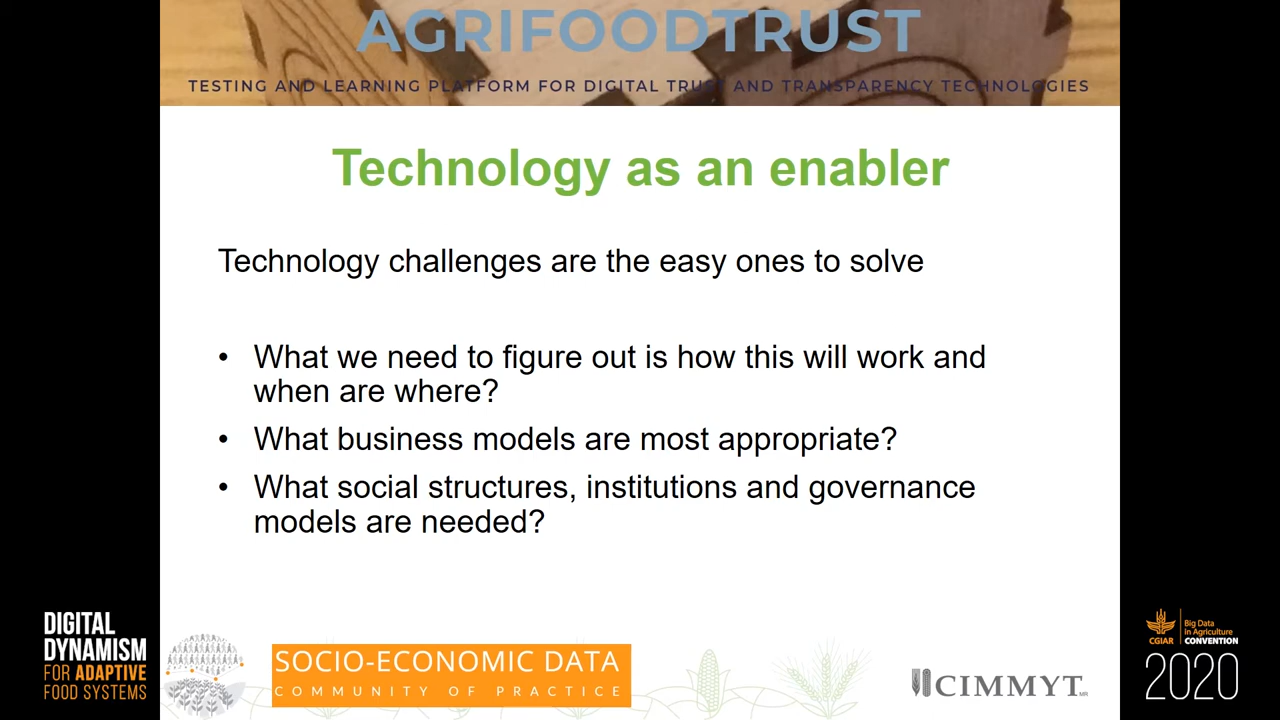 AGRIFOODTRUST
TESTING AND LEARNING PLATFORM FOR DIGITAL TRUST AND TRANSPARENCY TECHNOLOGIES
Technology as an enabler
Technology challenges are the easy ones to solve
• What we need to figure out is how this will work and
when are where?
• What business models are most appropriate?
• What social structures, institutions and governance
models are needed?
DIGITAL
DYNAMISM
FOR ADAPTIVE
FOOD SYSTEMS
SOCIO-ECONOMIC DATA
COMMUNITY OF PRACTICE
CIMMYT MR
CGIAR
Big Data
in Agriculture
CONVENTION
2020